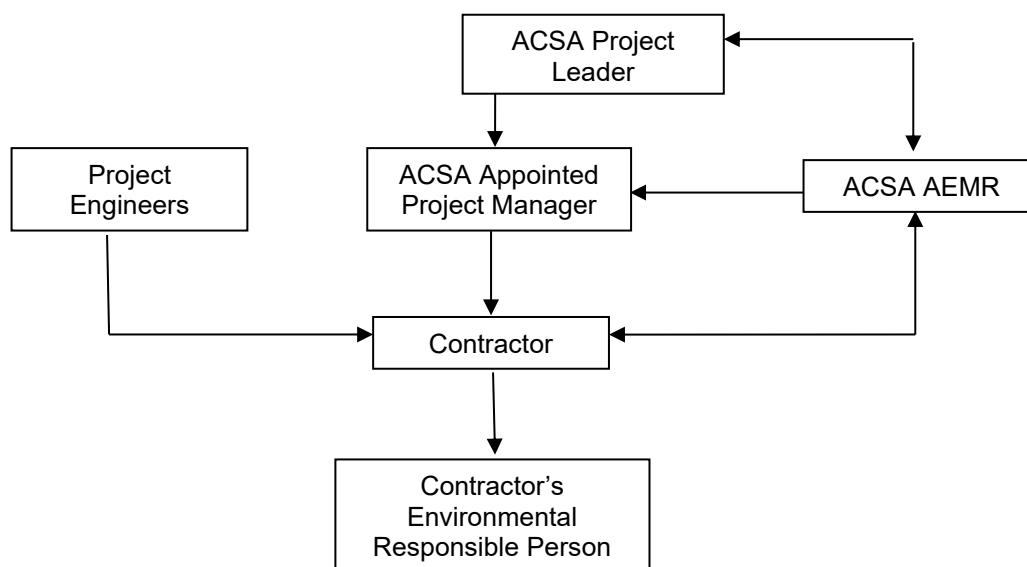 ACSA Project
Leader
Project
Engineers
ACSA Appointed
Project Manager
ACSA AEMR
Contractor
Contractor’s
Environmental
Responsible Person